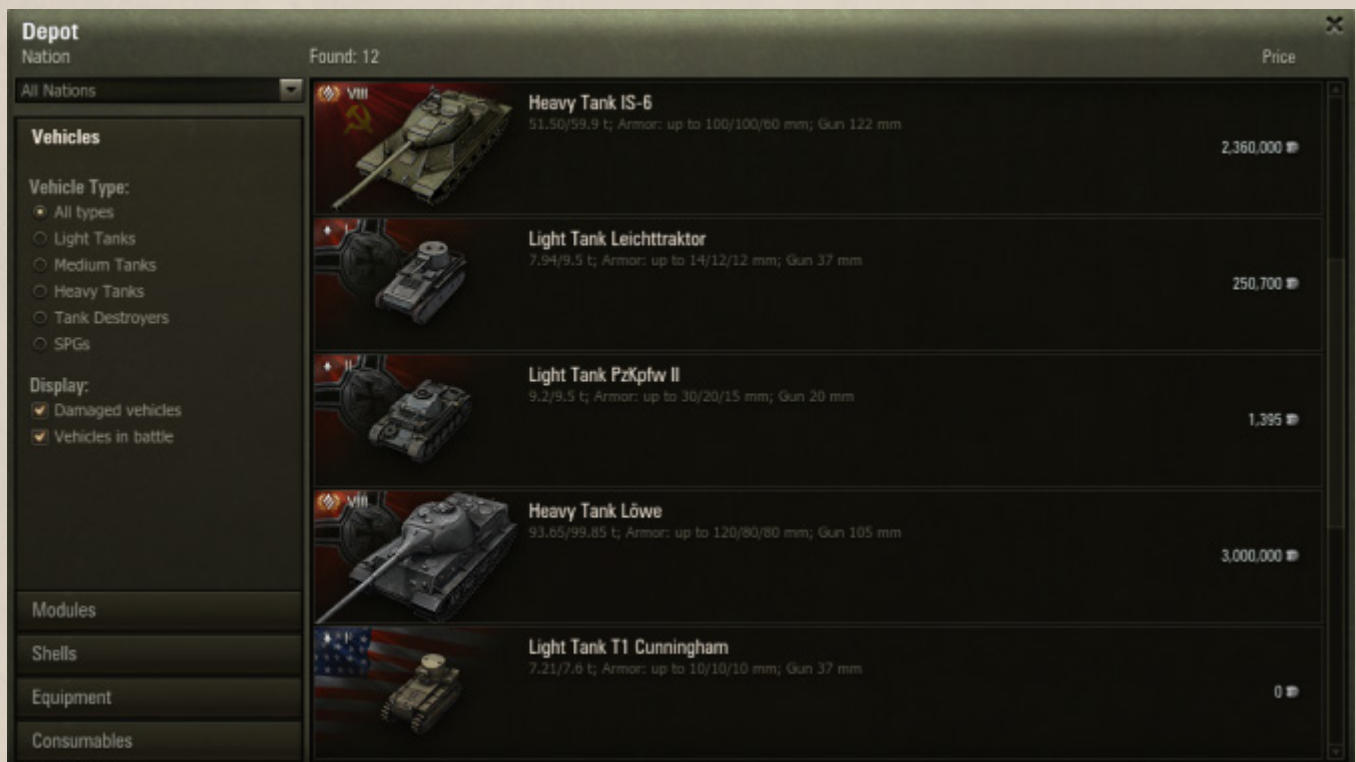 Depot
Nation
Found: 12
Price
All Nations
Vehicles
Vehicle Type:
All types
Light Tanks
Medium Tanks
Heavy Tanks
Tank Destroyers
SPGs
Display:
Damaged vehicles
Vehicles in battle
Modules
Shells
Equipment
Consumables
VIII
Heavy Tank IS-6
51.50/59.9 t; Armor: up to 100/100/60 mm; Gun 122 mm
2,360,000
I
Light Tank Leichttraktor
7.94/9.5 t; Armor: up to 14/12/12 mm; Gun 37 mm
250,700
II
Light Tank PzKpfw II
9.2/9.5 t; Armor: up to 30/20/15 mm; Gun 20 mm
1,395
VIII
Heavy Tank Löwe
93.65/99.85 t; Armor: up to 120/80/80 mm; Gun 105 mm
3,000,000
I
Light Tank T1 Cunningham
7.21/7.6 t; Armor: up to 10/10/10 mm; Gun 37 mm
0